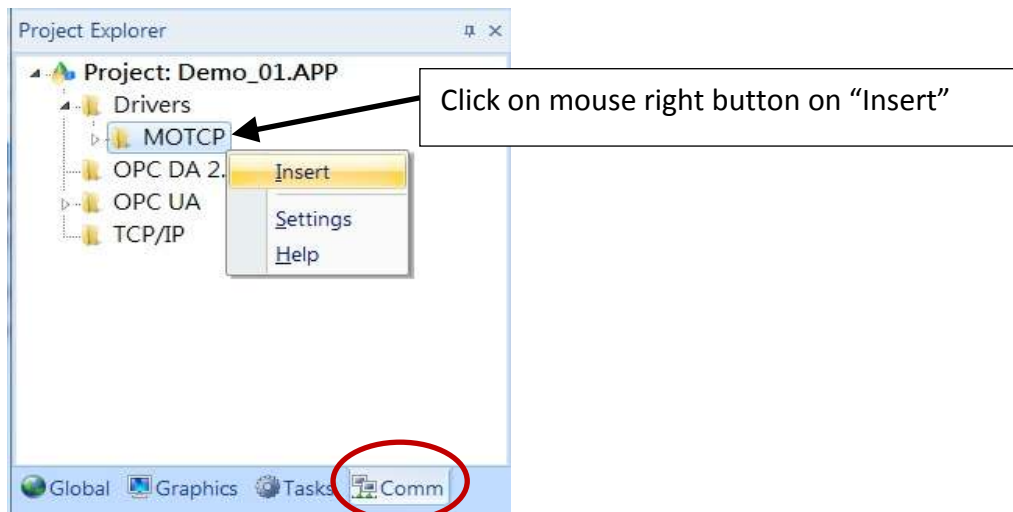 Project Explorer
Project: Demo_01.APP
Click on mouse right button on “Insert”
Drivers
MOTCP
OPC DA 2.
Insert
OPC UA
Settings
TCP/IP
Help
Global Graphics Tasks Comm